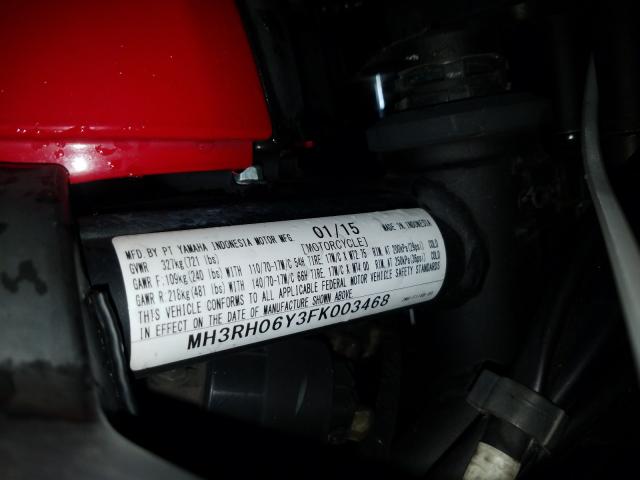 MFD. BY PT YAMAHA INDONESIA MOTOR MFG. 01/15 MADE IN INDONESIA
GVWR 327kg(721 lbs) [MOTORCYCLE]
GAWR F:109kg(240 lbs) WITH 110/70-17M/C 54H TIRE, 17M/C X MT2.75 RIM, AT 200kPa(29psi) COLD
GAWR R:218kg(481 lbs) WITH 140/70-17M/C 66H TIRE, 17M/C X MT4.00 RIM, AT 250kPa(36psi) COLD
THIS VEHICLE CONFORMS TO ALL APPLICABLE FEDERAL MOTOR VEHICLE SAFETY STANDARDS
IN EFFECT ON THE DATE OF MANUFACTURE SHOWN ABOVE
MH3RH06Y3FK003468